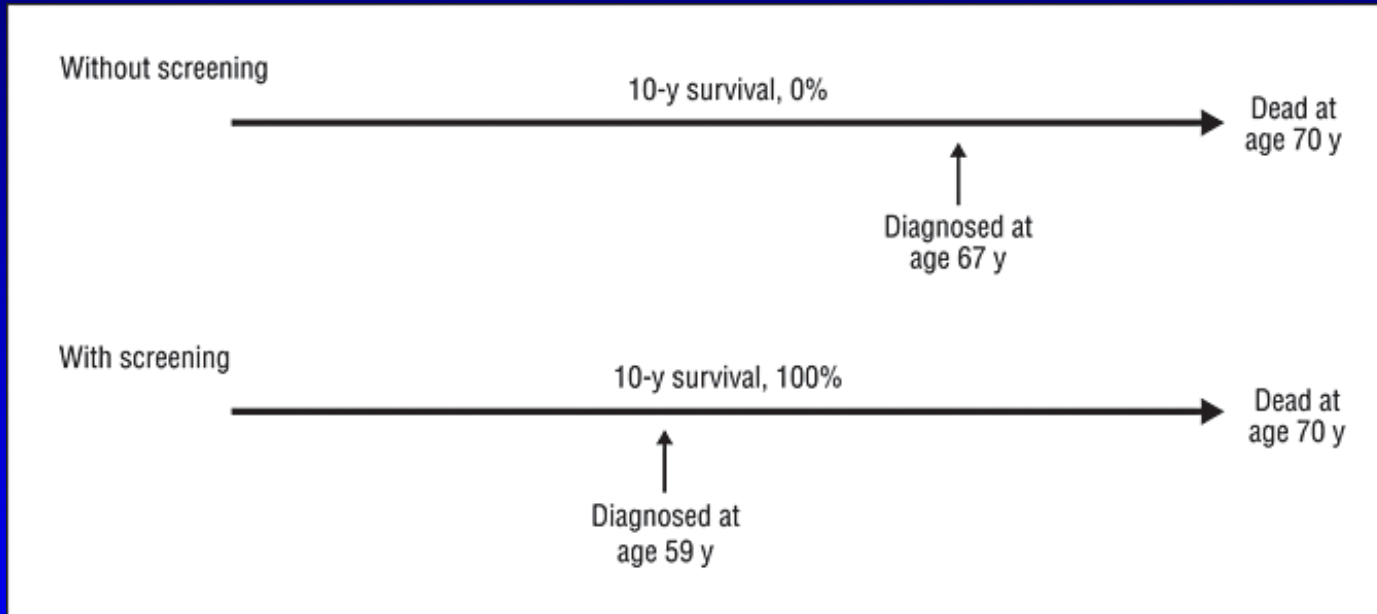 Without screening
10-y survival, 0%
Dead at
age 70 y
Diagnosed at
age 67 y
With screening
10-y survival, 100%
Dead at
age 70 y
Diagnosed at
age 59 y